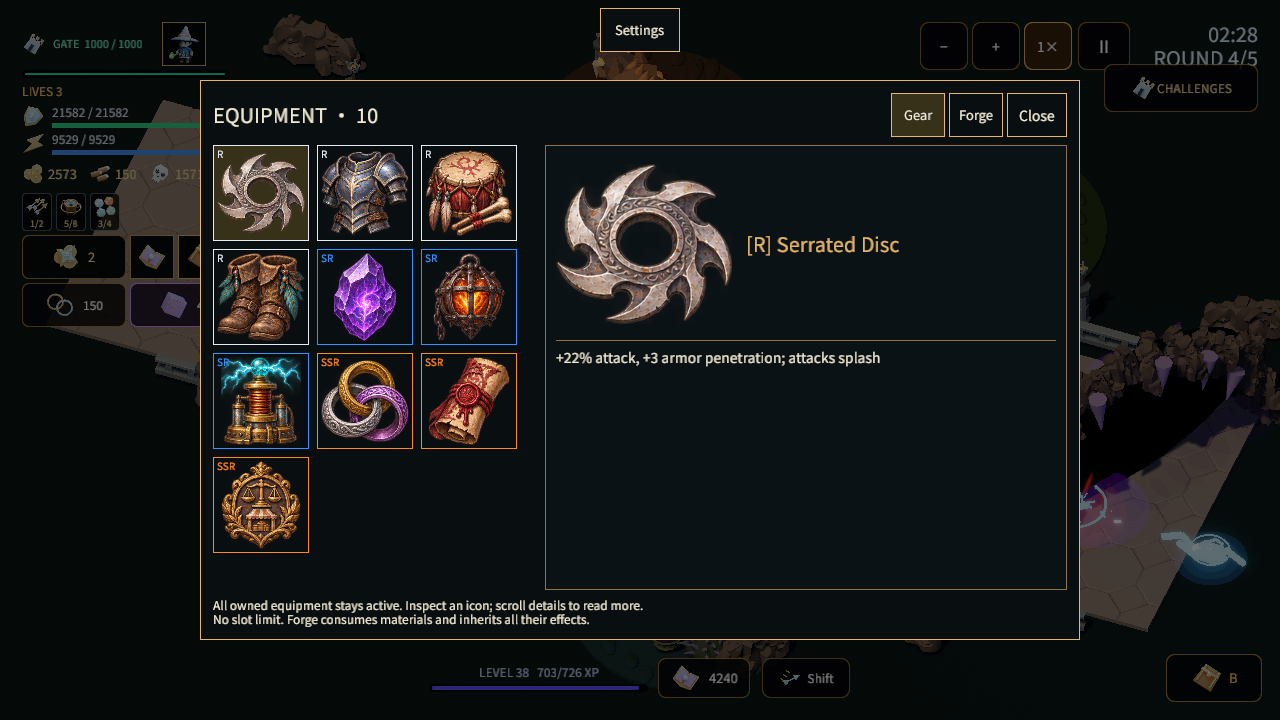 Settings
GATE 1000 / 1000
− + 1× II
02:28
ROUND 4/5
CHALLENGES
LIVES 3
21582 / 21582
9529 / 9529
2573 150 1571
1/2 5/8 3/4
2
150
EQUIPMENT • 10
Gear Forge Close
R R R
R SR SR
SR SSR SSR
SSR
[R] Serrated Disc
+22% attack, +3 armor penetration; attacks splash
All owned equipment stays active. Inspect an icon; scroll details to read more.
No slot limit. Forge consumes materials and inherits all their effects.
LEVEL 38 703/726 XP
4240
Shift
B